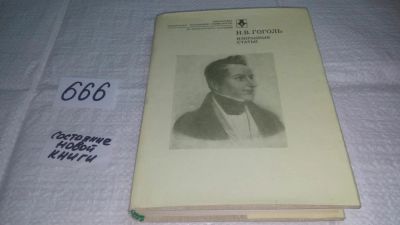 666
состояние
новой
книги
Н.В. ГОГОЛЬ
ИЗБРАННЫЕ
СТАТЬИ